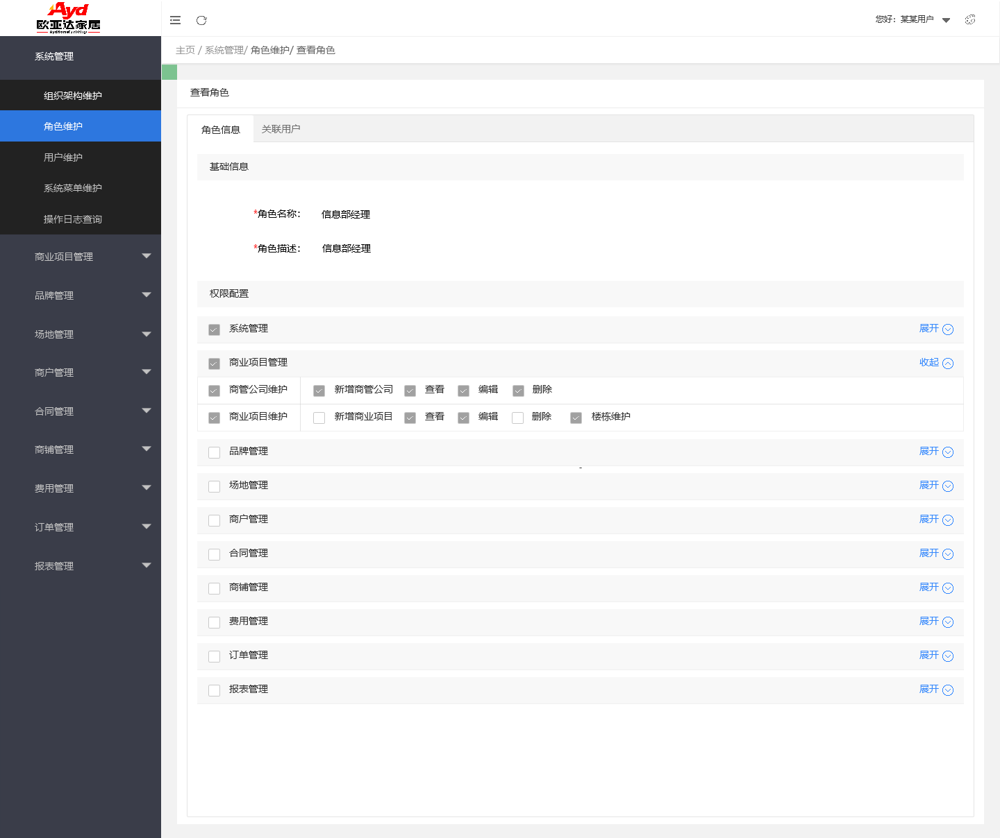 Ayd
欧亚达家居
AydHomeFurnishings
您好：某某用户
主页 / 系统管理/ 角色维护/ 查看角色
系统管理
组织架构维护
角色维护
用户维护
系统菜单维护
操作日志查询
商业项目管理
品牌管理
场地管理
商户管理
合同管理
商铺管理
费用管理
订单管理
报表管理
查看角色
角色信息 关联用户
基础信息
*角色名称： 信息部经理
*角色描述： 信息部经理
权限配置
系统管理 展开
商业项目管理 收起
商管公司维护 新增商管公司 查看 编辑 删除
商业项目维护 新增商业项目 查看 编辑 删除 楼栋维护
品牌管理 展开
-
场地管理 展开
商户管理 展开
合同管理 展开
商铺管理 展开
费用管理 展开
订单管理 展开
报表管理 展开